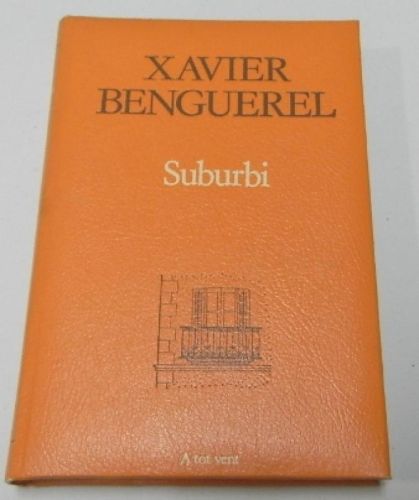 XAVIER
BENGUEREL
Suburbi
A tot vent